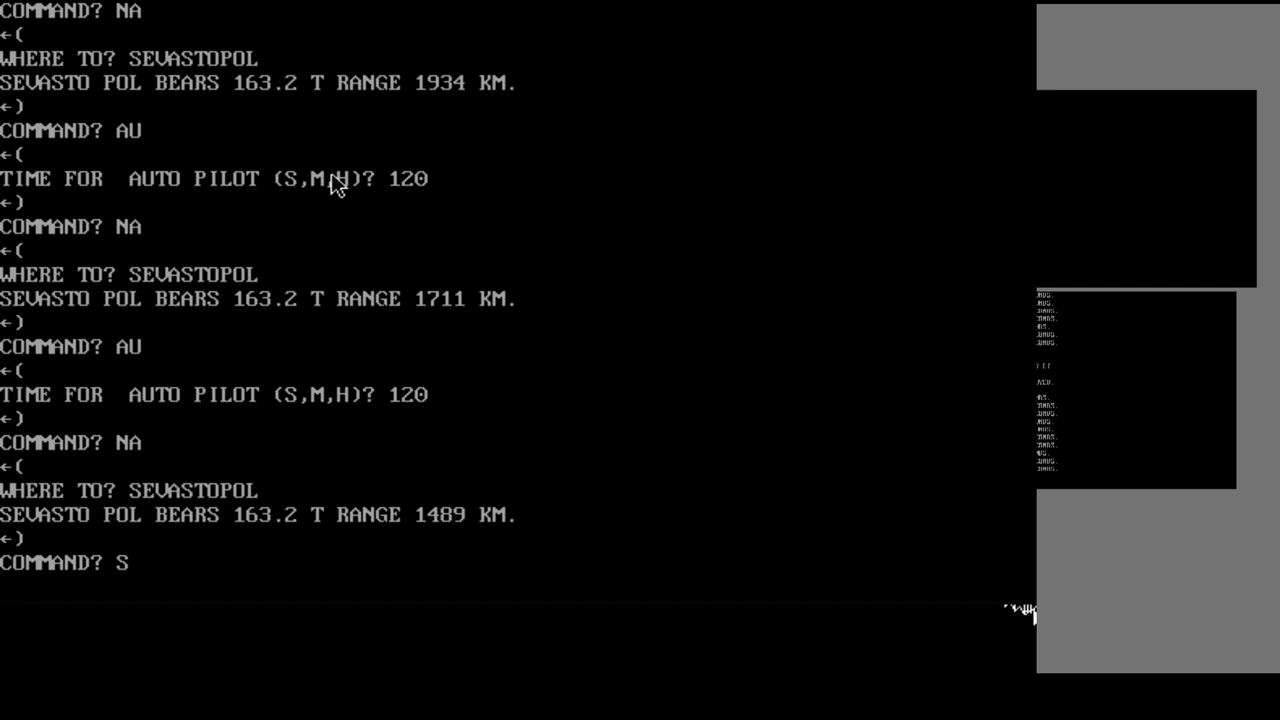 COMMAND? NA
←(
WHERE TO? SEVASTOPOL
SEVASTO POL BEARS 163.2 T RANGE 1934 KM.
←)
COMMAND? AU
←(
TIME FOR  AUTO PILOT (S,M,H)? 120
←)
COMMAND? NA
←(
WHERE TO? SEVASTOPOL
SEVASTO POL BEARS 163.2 T RANGE 1711 KM.
←)
COMMAND? AU
←(
TIME FOR  AUTO PILOT (S,M,H)? 120
←)
COMMAND? NA
←(
WHERE TO? SEVASTOPOL
SEVASTO POL BEARS 163.2 T RANGE 1489 KM.
←)
COMMAND? S